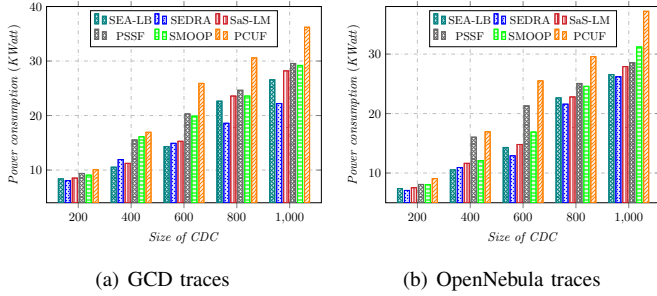 40
30
20
10
Power consumption (KWatt)
SEA-LB SEDRA SaS-LM
PSSF SMOOP PCUF
200 400 600 800 1,000
Size of CDC
(a) GCD traces
30
20
10
Power consumption (KWatt)
SEA-LB SEDRA SaS-LM
PSSF SMOOP PCUF
200 400 600 800 1,000
Size of CDC
(b) OpenNebula traces